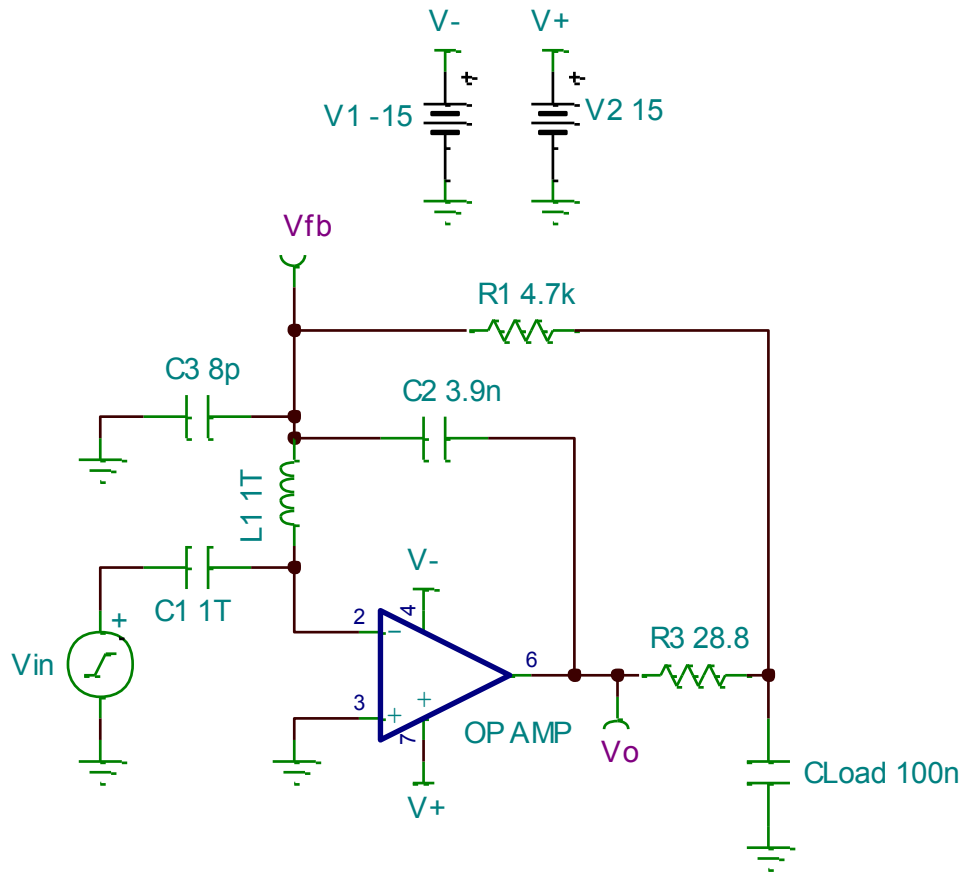 V- V+
V1 -15
V2 15
Vfb
R1 4.7k
C3 8p
C2 3.9n
L1 1T
V-
C1 1T
2
4
R3 28.8
Vin
6
3
7
OP AMP
Vo
CLoad 100n
V+